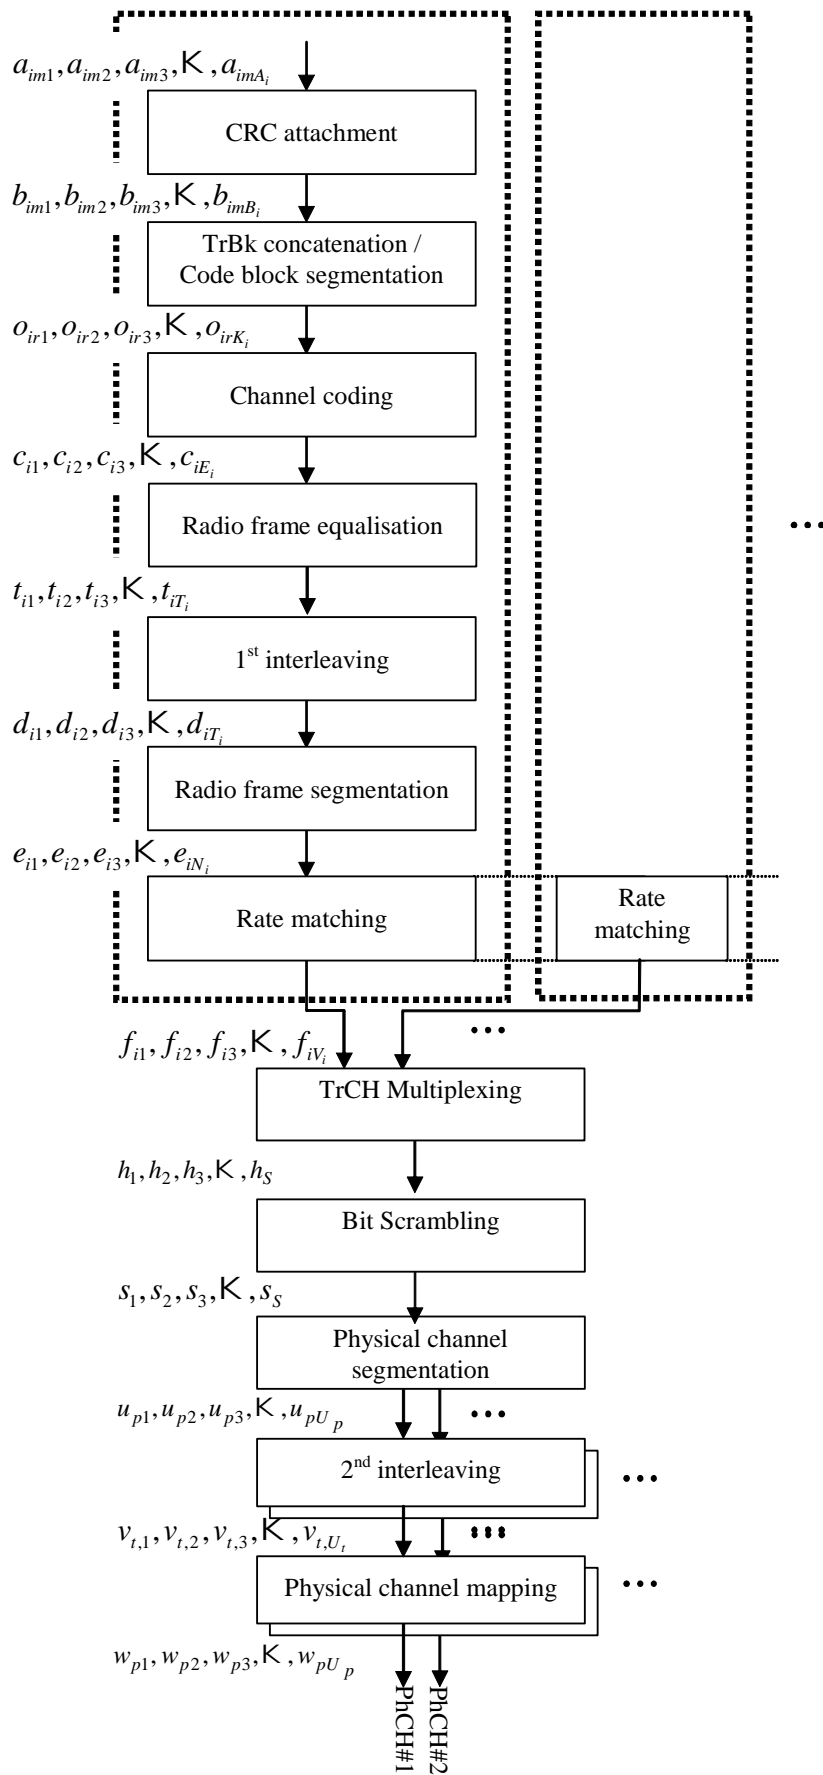 a_{im1}, a_{im2}, a_{im3}, K, a_{imA_i}
CRC attachment
b_{im1}, b_{im2}, b_{im3}, K, b_{imB_i}
TrBk concatenation /
Code block segmentation
o_{ir1}, o_{ir2}, o_{ir3}, K, o_{irK_i}
Channel coding
c_{i1}, c_{i2}, c_{i3}, K, c_{iE_i}
Radio frame equalisation
...
t_{i1}, t_{i2}, t_{i3}, K, t_{iT_i}
1st interleaving
d_{i1}, d_{i2}, d_{i3}, K, d_{iT_i}
Radio frame segmentation
e_{i1}, e_{i2}, e_{i3}, K, e_{iN_i}
Rate matching
Rate
matching
...
f_{i1}, f_{i2}, f_{i3}, K, f_{iV_i}
TrCH Multiplexing
h_1, h_2, h_3, K, h_S
Bit Scrambling
s_1, s_2, s_3, K, s_S
Physical channel
segmentation
u_{p1}, u_{p2}, u_{p3}, K, u_{pU_p}
...
2nd interleaving
...
v_{t,1}, v_{t,2}, v_{t,3}, K, v_{t,U_t}
...
Physical channel mapping
...
w_{p1}, w_{p2}, w_{p3}, K, w_{pU_p}
PhCH#1
PhCH#2